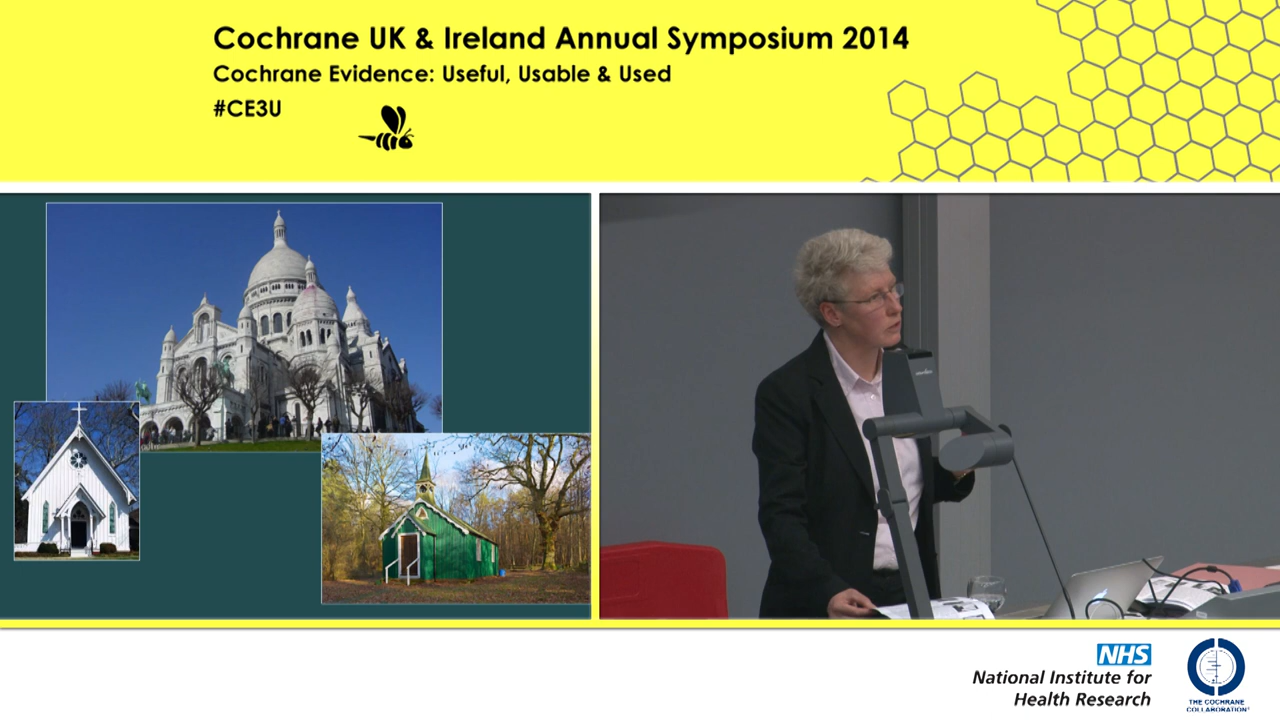 Cochrane UK & Ireland Annual Symposium 2014
Cochrane Evidence: Useful, Usable & Used
#CE3U
NHS
National Institute for
Health Research
THE COCHRANE
COLLABORATION®